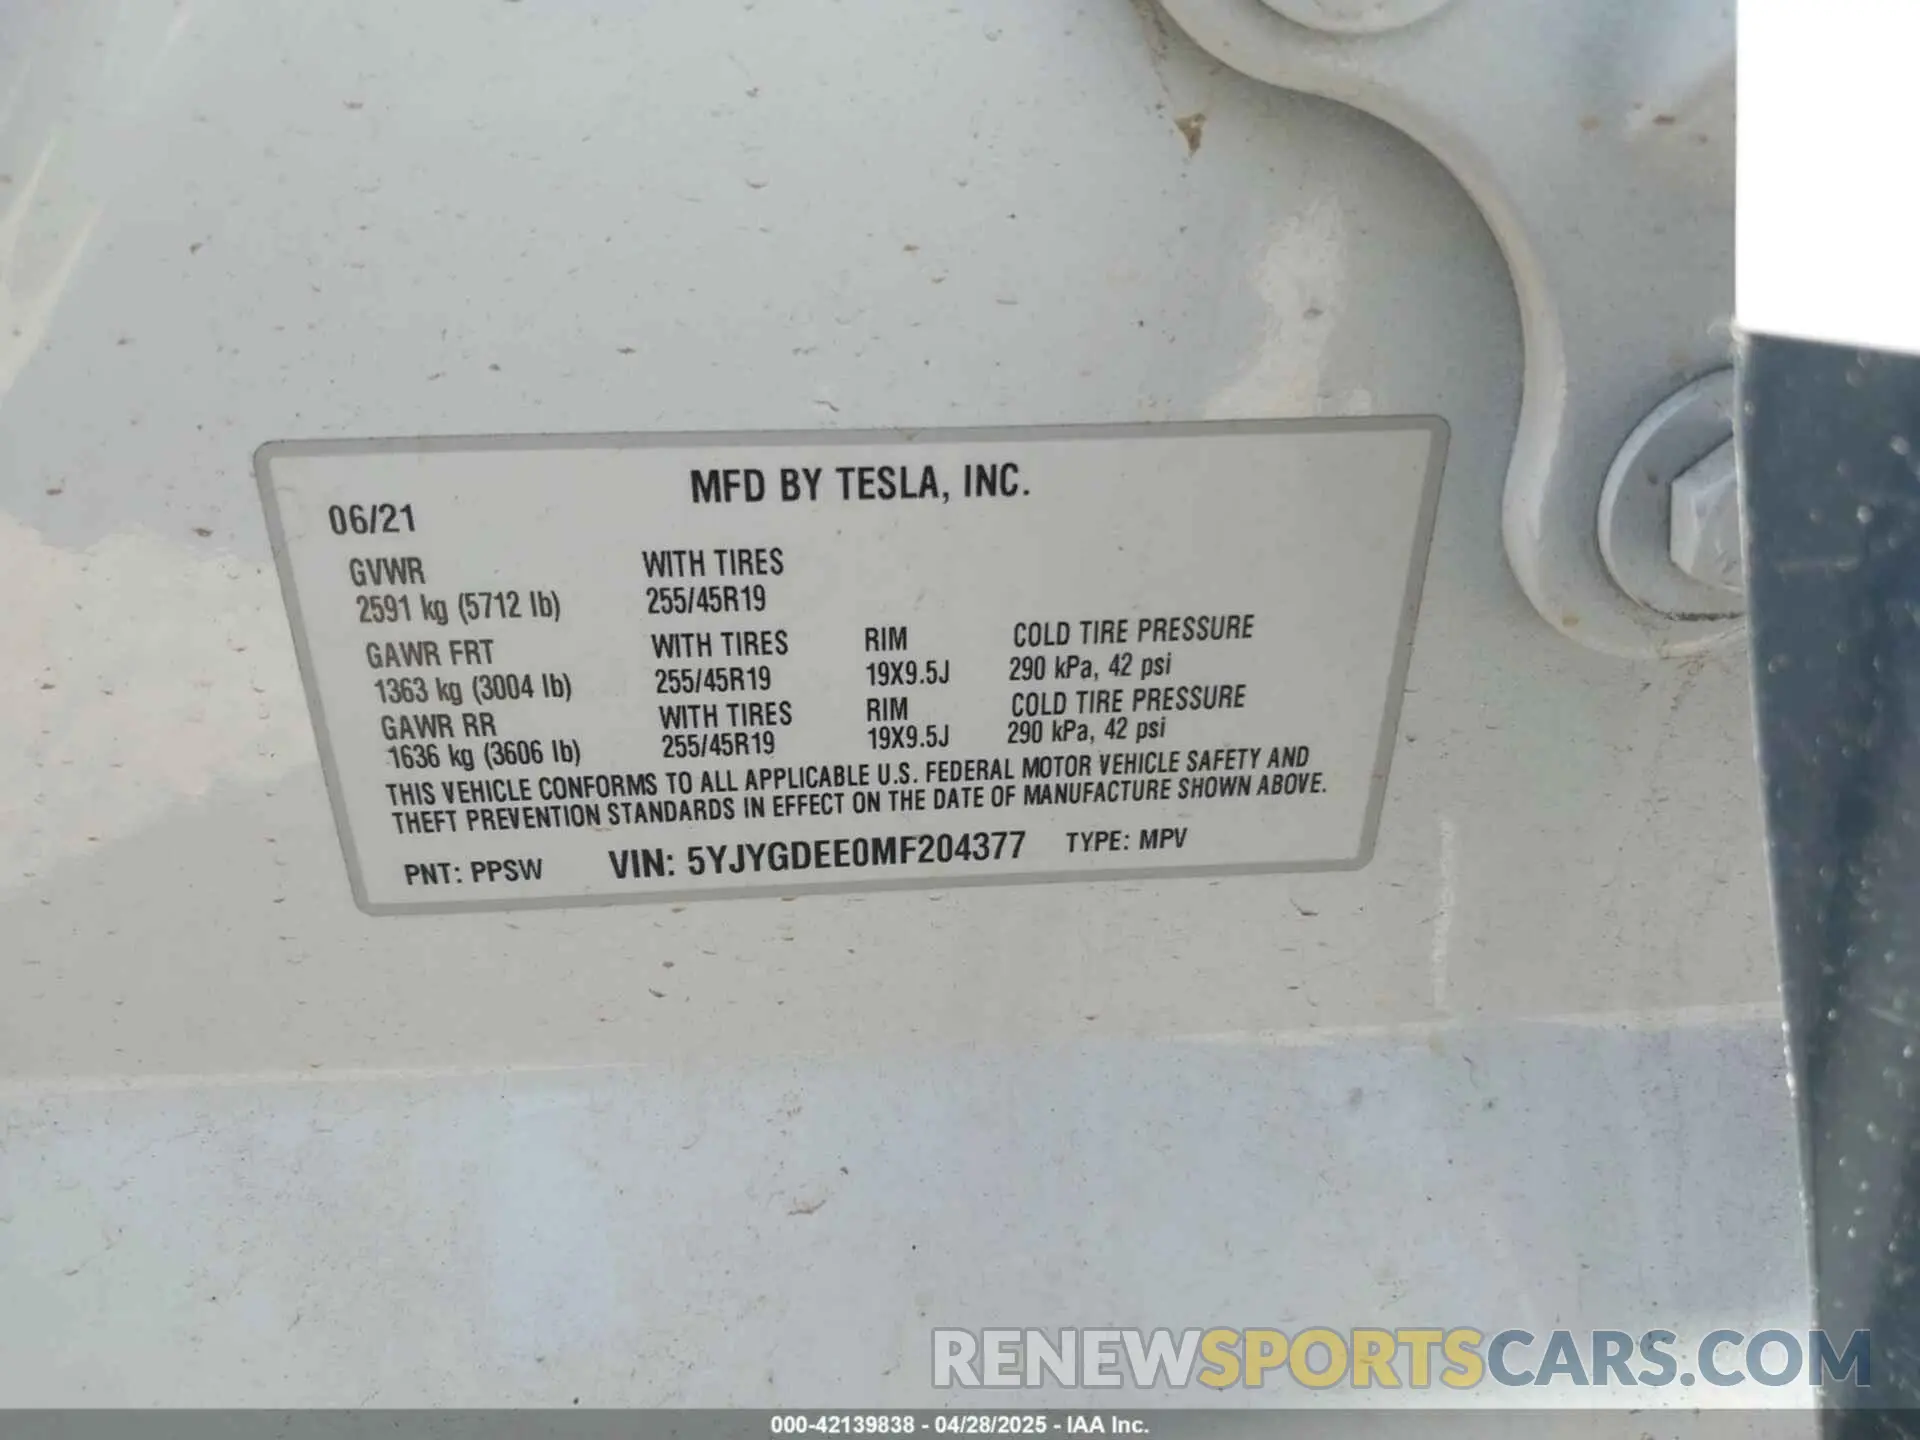 MFD BY TESLA, INC.
06/21
GVWR WITH TIRES
2591 kg (5712 lb) 255/45R19
GAWR FRT WITH TIRES RIM COLD TIRE PRESSURE
1363 kg (3004 lb) 255/45R19 19X9.5J 290 kPa, 42 psi
GAWR RR WITH TIRES RIM COLD TIRE PRESSURE
1636 kg (3606 lb) 255/45R19 19X9.5J 290 kPa, 42 psi
THIS VEHICLE CONFORMS TO ALL APPLICABLE U.S. FEDERAL MOTOR VEHICLE SAFETY AND
THEFT PREVENTION STANDARDS IN EFFECT ON THE DATE OF MANUFACTURE SHOWN ABOVE.
PNT: PPSW VIN: 5YJYGDEE0MF204377 TYPE: MPV
RENEWSPORTSCARS.COM
000-42139838 - 04/28/2025 - IAA Inc.